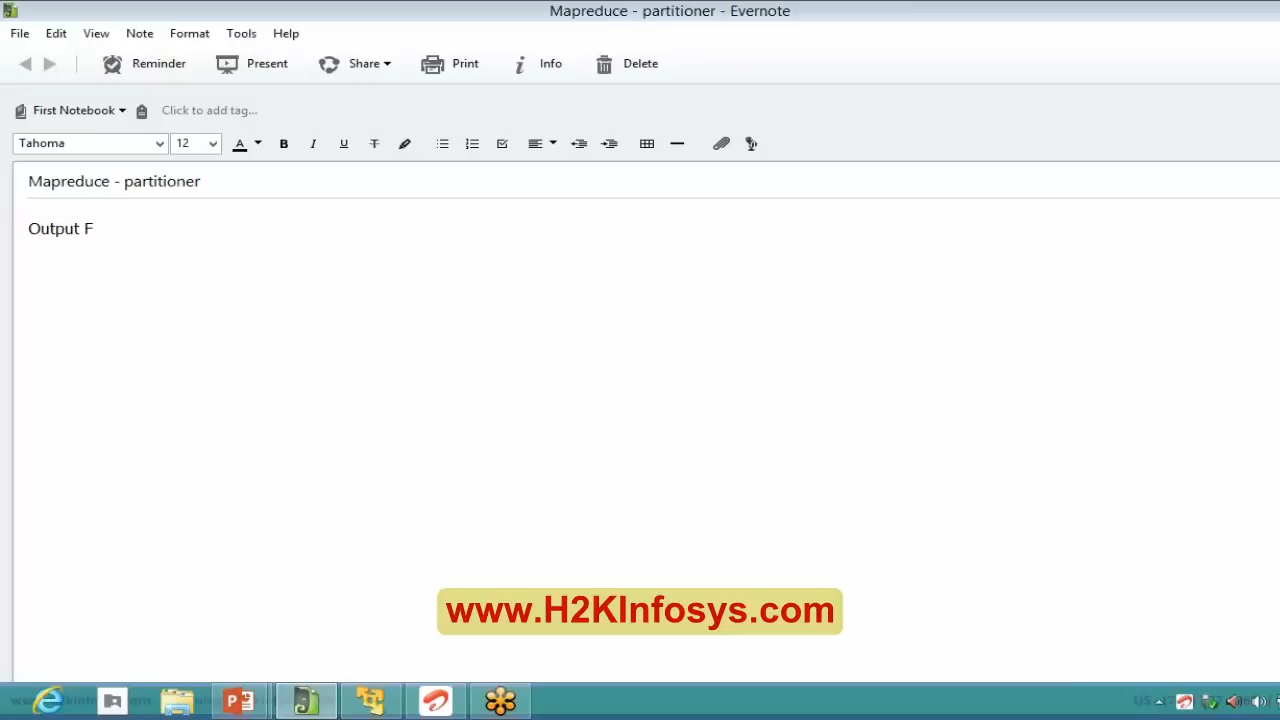 Mapreduce - partitioner - Evernote
File Edit View Note Format Tools Help
Reminder Present Share Print Info Delete
First Notebook Click to add tag...
Tahoma 12 A B I U T
Mapreduce - partitioner
Output F
www.H2KInfosys.com